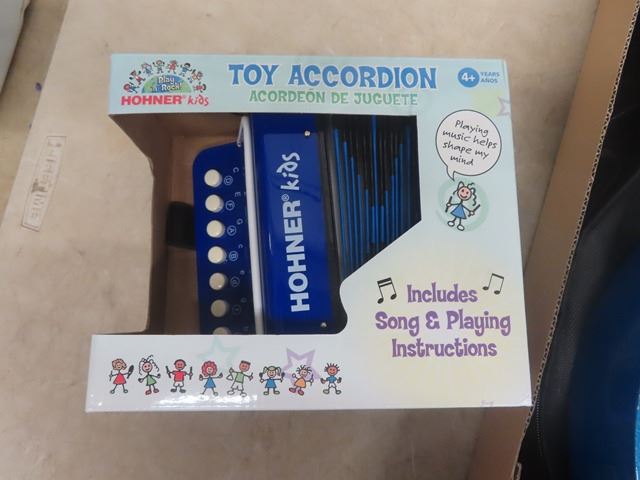 Play
'n' Rock!
HOHNER® kids
TOY ACCORDION
ACORDEÓN DE JUGUETE
4+ YEARS
AÑOS
Playing
music helps
shape my
mind
HOHNER® kids
C D
E F
G A
C B
Includes
Song & Playing
Instructions